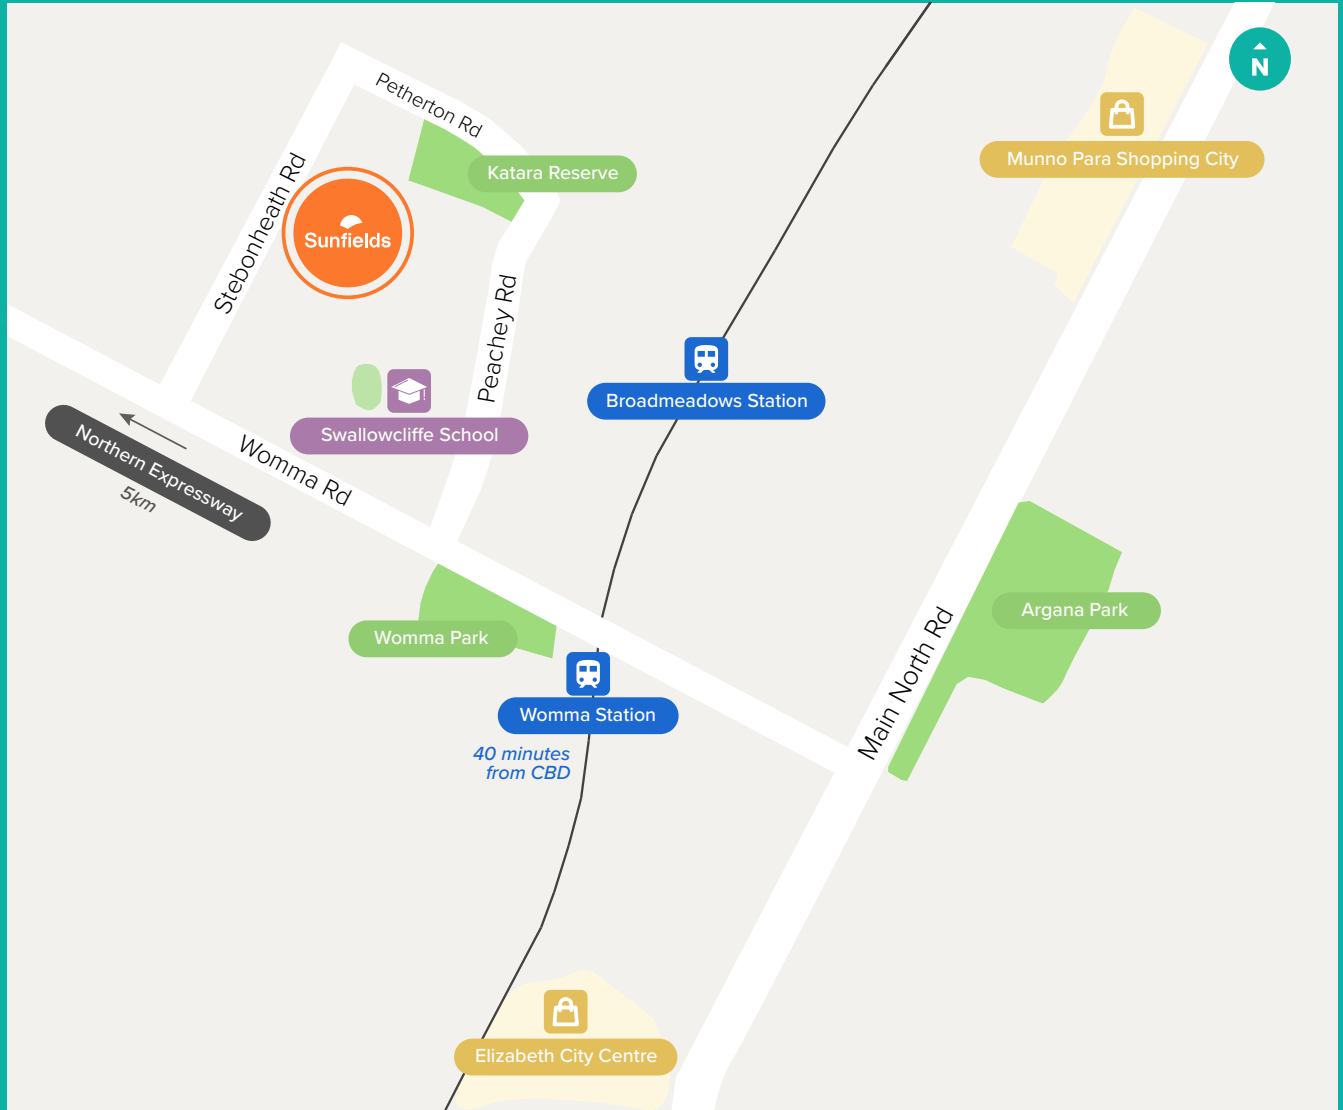 N
Petherton Rd
Munno Para Shopping City
Katara Reserve
Stebonheath Rd
Sunfields
Peachey Rd
Broadmeadows Station
Swallowcliffe School
Northern Expressway
5km
Womma Rd
Argana Park
Womma Park
Main North Rd
Womma Station
40 minutes
from CBD
Elizabeth City Centre